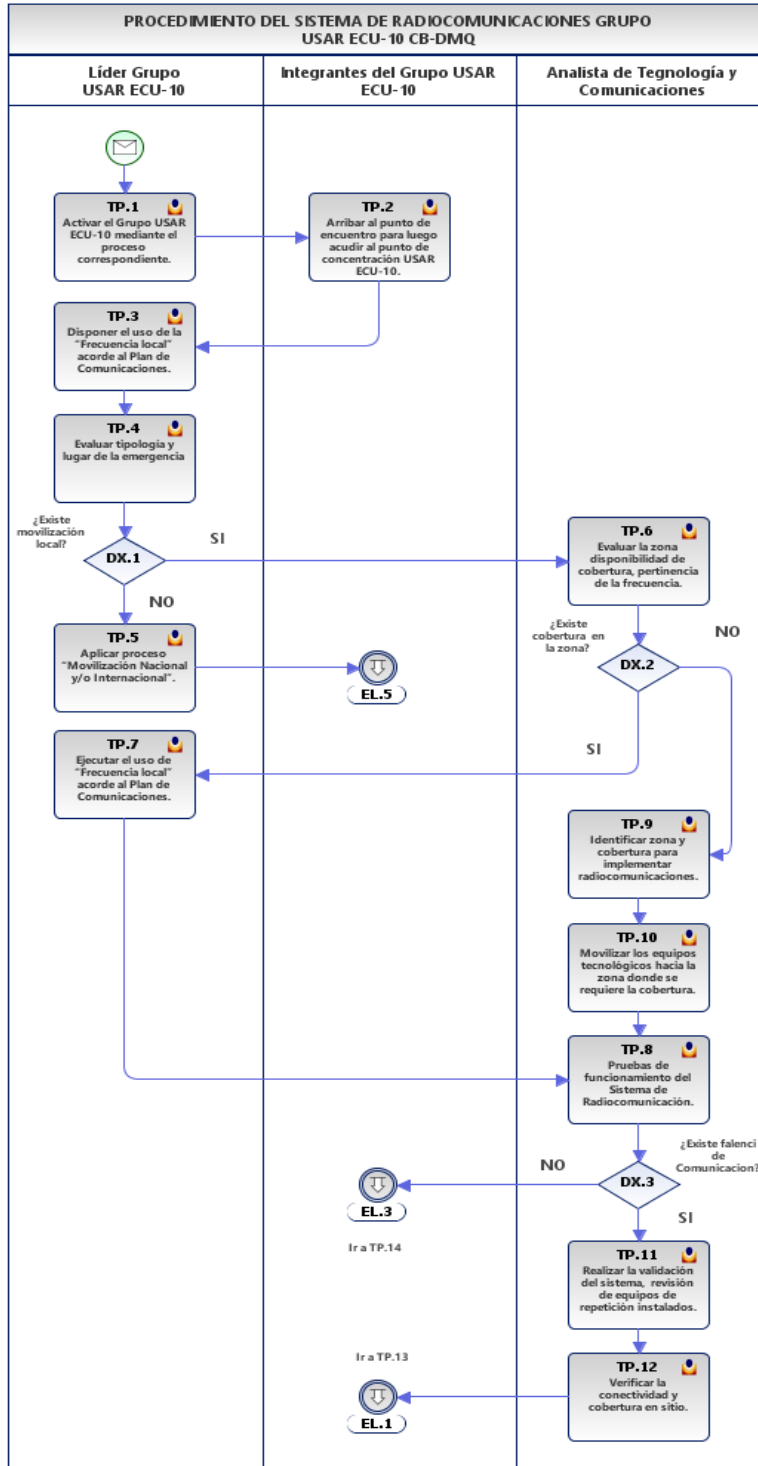 PROCEDIMIENTO DEL SISTEMA DE RADIOCOMUNICACIONES GRUPO
USAR ECU-10 CB-DMQ
Líder Grupo
USAR ECU-10
Integrantes del Grupo USAR
ECU-10
Analista de Tegnología y
Comunicaciones
TP.1
Activar el Grupo USAR
ECU-10 mediante el
proceso
correspondiente.
TP.2
Arribar al punto de
encuentro para luego
acudir al punto de
concentración USAR
ECU-10.
TP.3
Disponer el uso de la
"Frecuencia local"
acorde al Plan de
Comunicaciones.
TP.4
Evaluar tipología y
lugar de la emergencia
¿Existe
movilización
local?
DX.1
SI
NO
TP.6
Evaluar la zona
disponibilidad de
cobertura, pertinencia
de la frecuencia.
TP.5
Aplicar proceso
"Movilización Nacional
y/o Internacional".
EL.5
¿Existe
cobertura en
la zona?
DX.2
NO
SI
TP.7
Ejecutar el uso de
"Frecuencia local"
acorde al Plan de
Comunicaciones.
TP.9
Identificar zona y
cobertura para
implementar
radiocomunicaciones.
TP.10
Movilizar los equipos
tecnológicos hacia la
zona donde se
requiere la cobertura.
TP.8
Pruebas de
funcionamiento del
Sistema de
Radiocomunicación.
¿Existe falenci
de
Comunicacion?
DX.3
NO
SI
EL.3
Ir a TP.14
TP.11
Realizar la validación
del sistema, revisión
de equipos de
repetición instalados.
Ir a TP.13
TP.12
Verificar la
conectividad y
cobertura en sitio.
EL.1